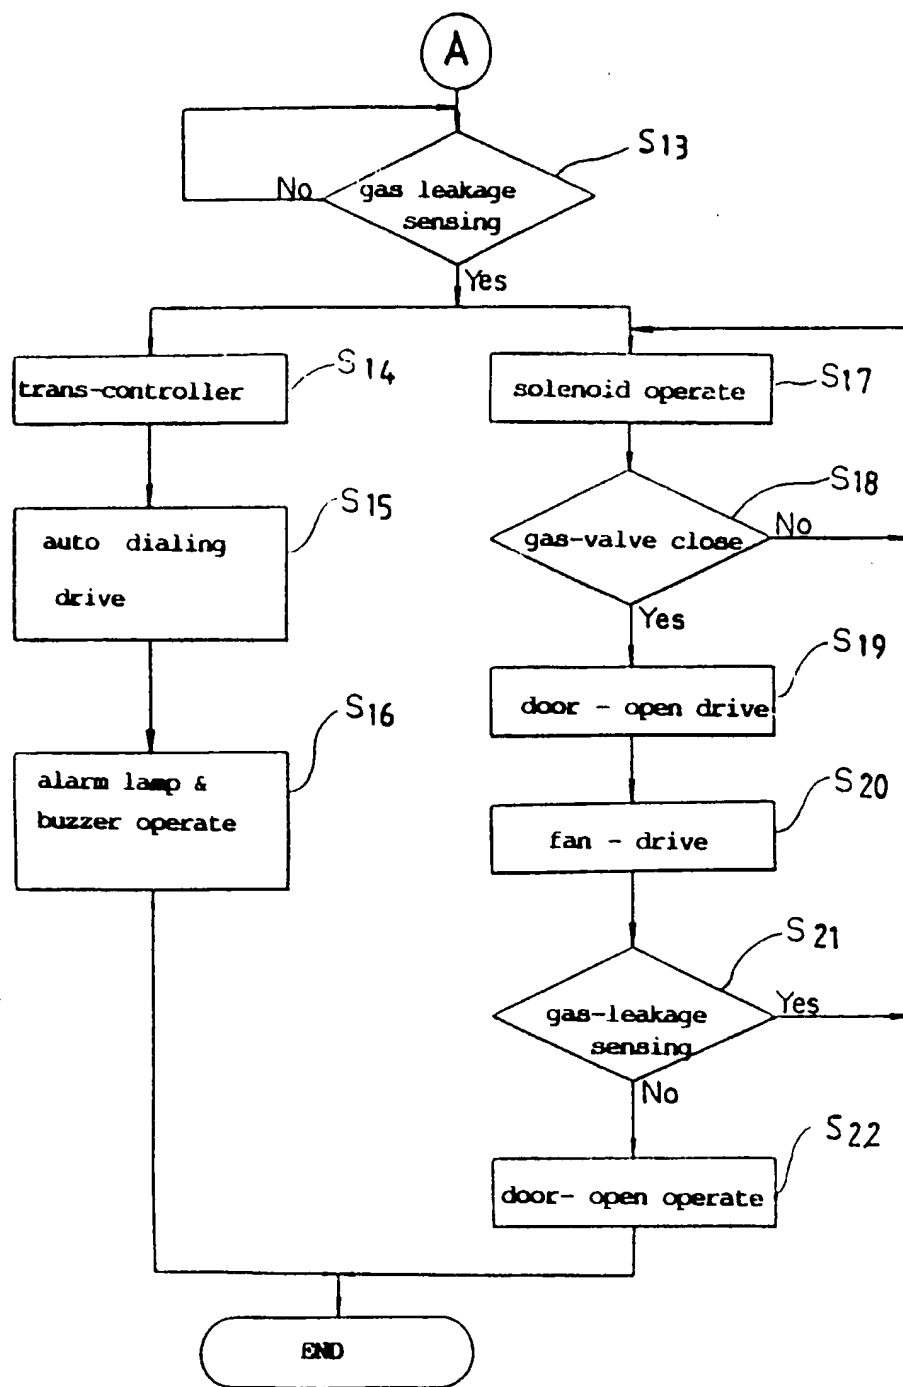 A
S13
gas leakage
sensing
No
Yes
trans-controller
S14
auto dialing
drive
S15
alarm lamp &
buzzer operate
S16
solenoid operate
S17
gas-valve close
S18
No
Yes
door - open drive
S19
fan - drive
S20
gas-leakage
sensing
S21
Yes
No
door- open operate
S22
END